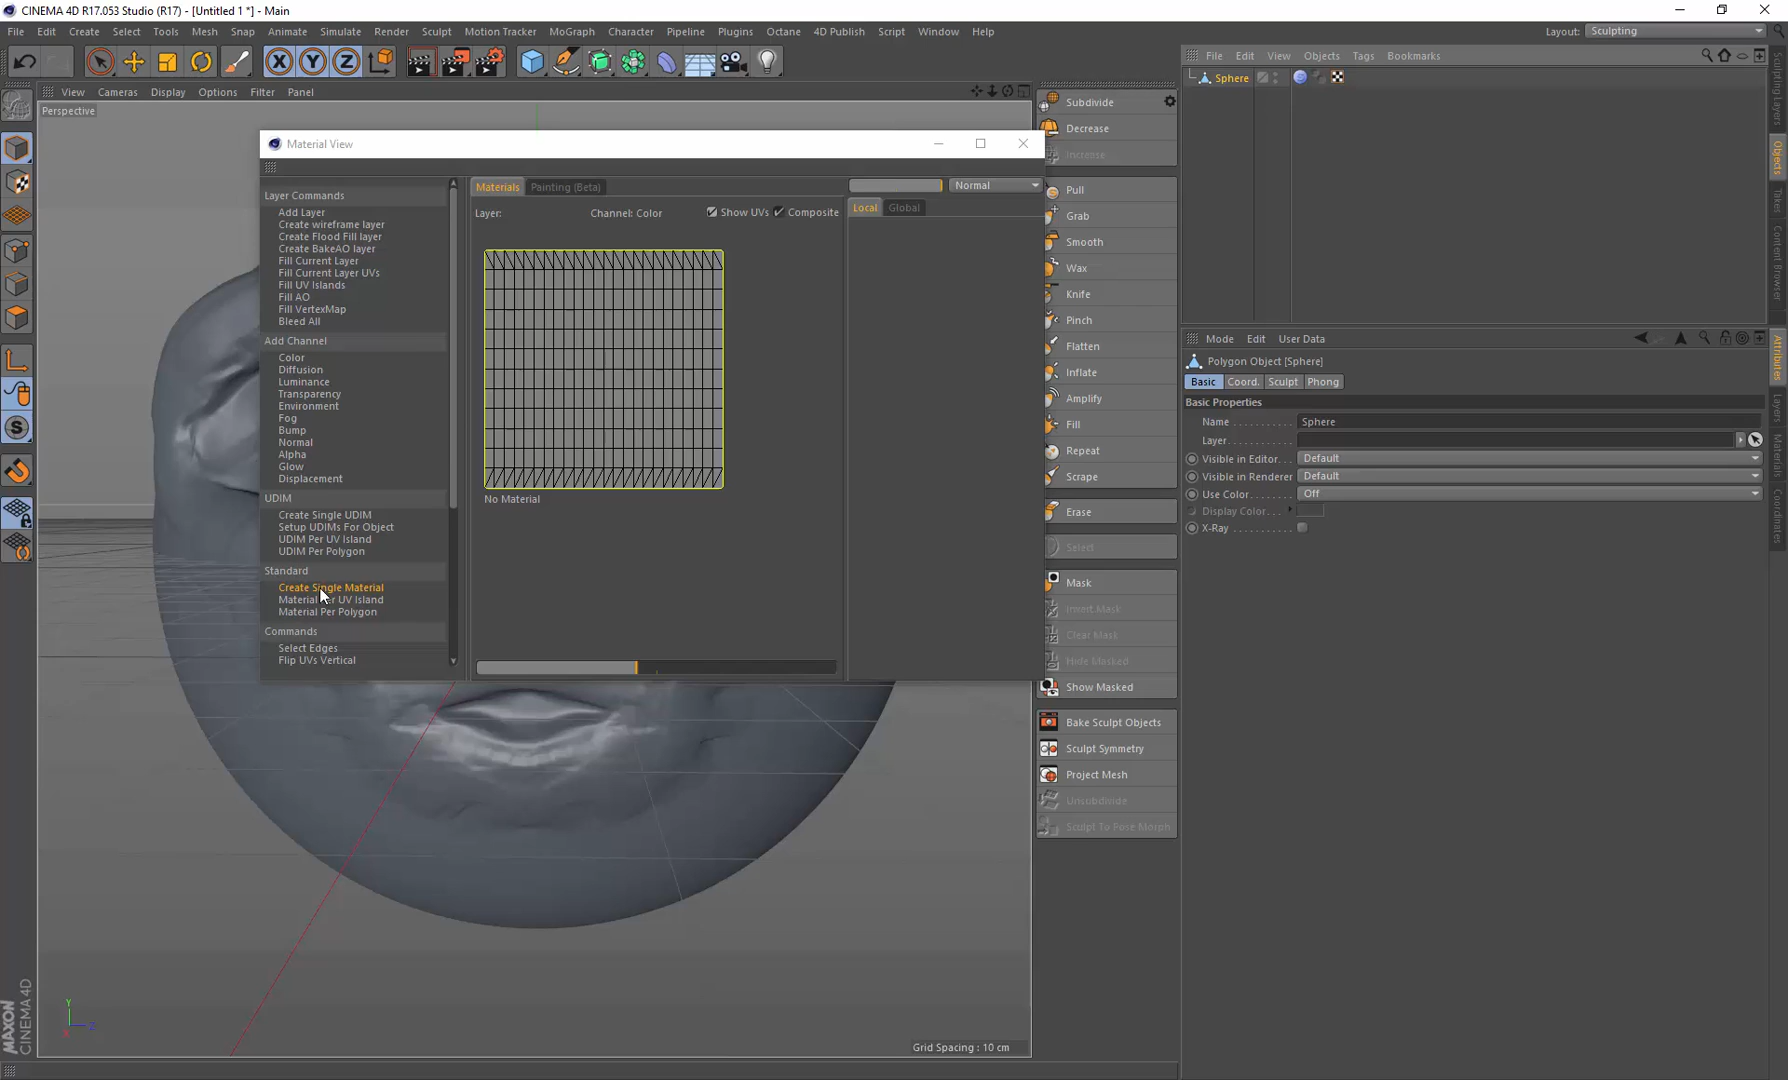 CINEMA 4D R17.053 Studio (R17) - [Untitled 1 *] - Main
File Edit Create Select Tools Mesh Snap Animate Simulate Render Sculpt Motion Tracker MoGraph Character Pipeline Plugins Octane 4D Publish Script Window Help
Layout: Sculpting
X Y Z
View Cameras Display Options Filter Panel
Perspective
Material View
Layer Commands
Add Layer
Create wireframe layer
Create Flood Fill layer
Create BakeAO layer
Fill Current Layer
Fill Current Layer UVs
Fill UV Islands
Fill AO
Fill VertexMap
Bleed All
Add Channel
Color
Diffusion
Luminance
Transparency
Environment
Fog
Bump
Normal
Alpha
Glow
Displacement
UDIM
Create Single UDIM
Setup UDIMs For Object
UDIM Per UV Island
UDIM Per Polygon
Standard
Create Single Material
Material Per UV Island
Material Per Polygon
Commands
Select Edges
Flip UVs Vertical
Materials Painting (Beta)
Layer: Channel: Color Show UVs Composite
No Material
Normal
Local Global
Subdivide
Decrease
Increase
Pull
Grab
Smooth
Wax
Knife
Pinch
Flatten
Inflate
Amplify
Fill
Repeat
Scrape
Erase
Select
Mask
Invert Mask
Clear Mask
Hide Masked
Show Masked
Bake Sculpt Objects
Sculpt Symmetry
Project Mesh
Unsubdivide
Sculpt To Pose Morph
File Edit View Objects Tags Bookmarks
Sphere
Mode Edit User Data
Polygon Object [Sphere]
Basic Coord. Sculpt Phong
Basic Properties
Name Sphere
Layer
Visible in Editor Default
Visible in Renderer Default
Use Color Off
Display Color
X-Ray
Sculpting Layers
Objects
Takes
Content Browser
Attributes
Layers
Materials
Coordinates
Y
Z
X
Grid Spacing : 10 cm
MAXON
CINEMA 4D